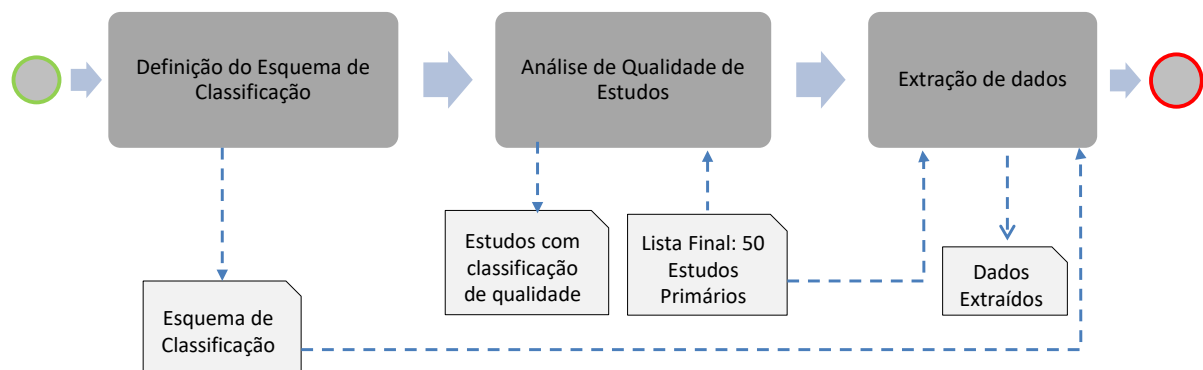 Definição do Esquema de
Classificação
Análise de Qualidade de
Estudos
Extração de dados
Estudos com
classificação
de qualidade
Lista Final: 50
Estudos
Primários
Dados
Extraídos
Esquema de
Classificação